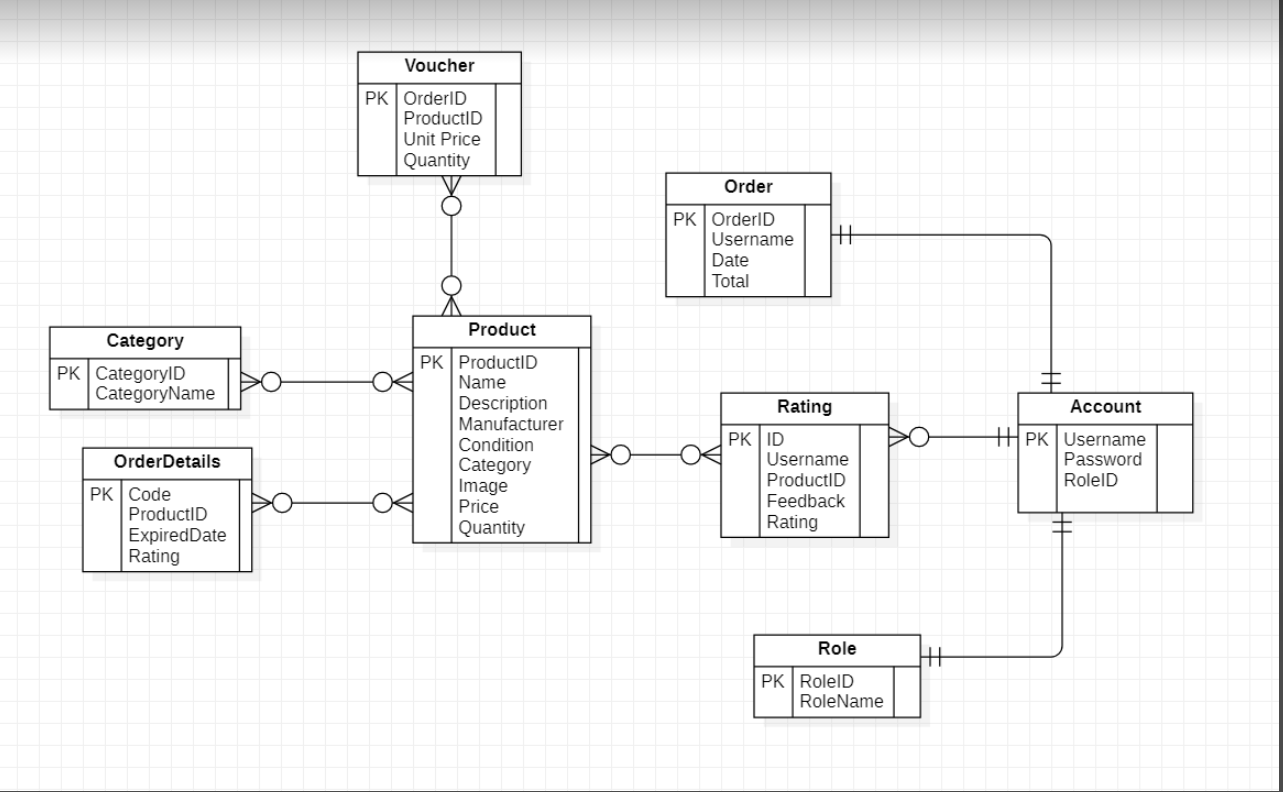 Voucher
PK OrderID
ProductID
Unit Price
Quantity
Order
PK OrderID
Username
Date
Total
Category
PK CategoryID
CategoryName
Product
PK ProductID
Name
Description
Manufacturer
Condition
Category
Image
Price
Quantity
Rating
PK ID
Username
ProductID
Feedback
Rating
Account
PK Username
Password
RoleID
OrderDetails
PK Code
ProductID
ExpiredDate
Rating
Role
PK RoleID
RoleName